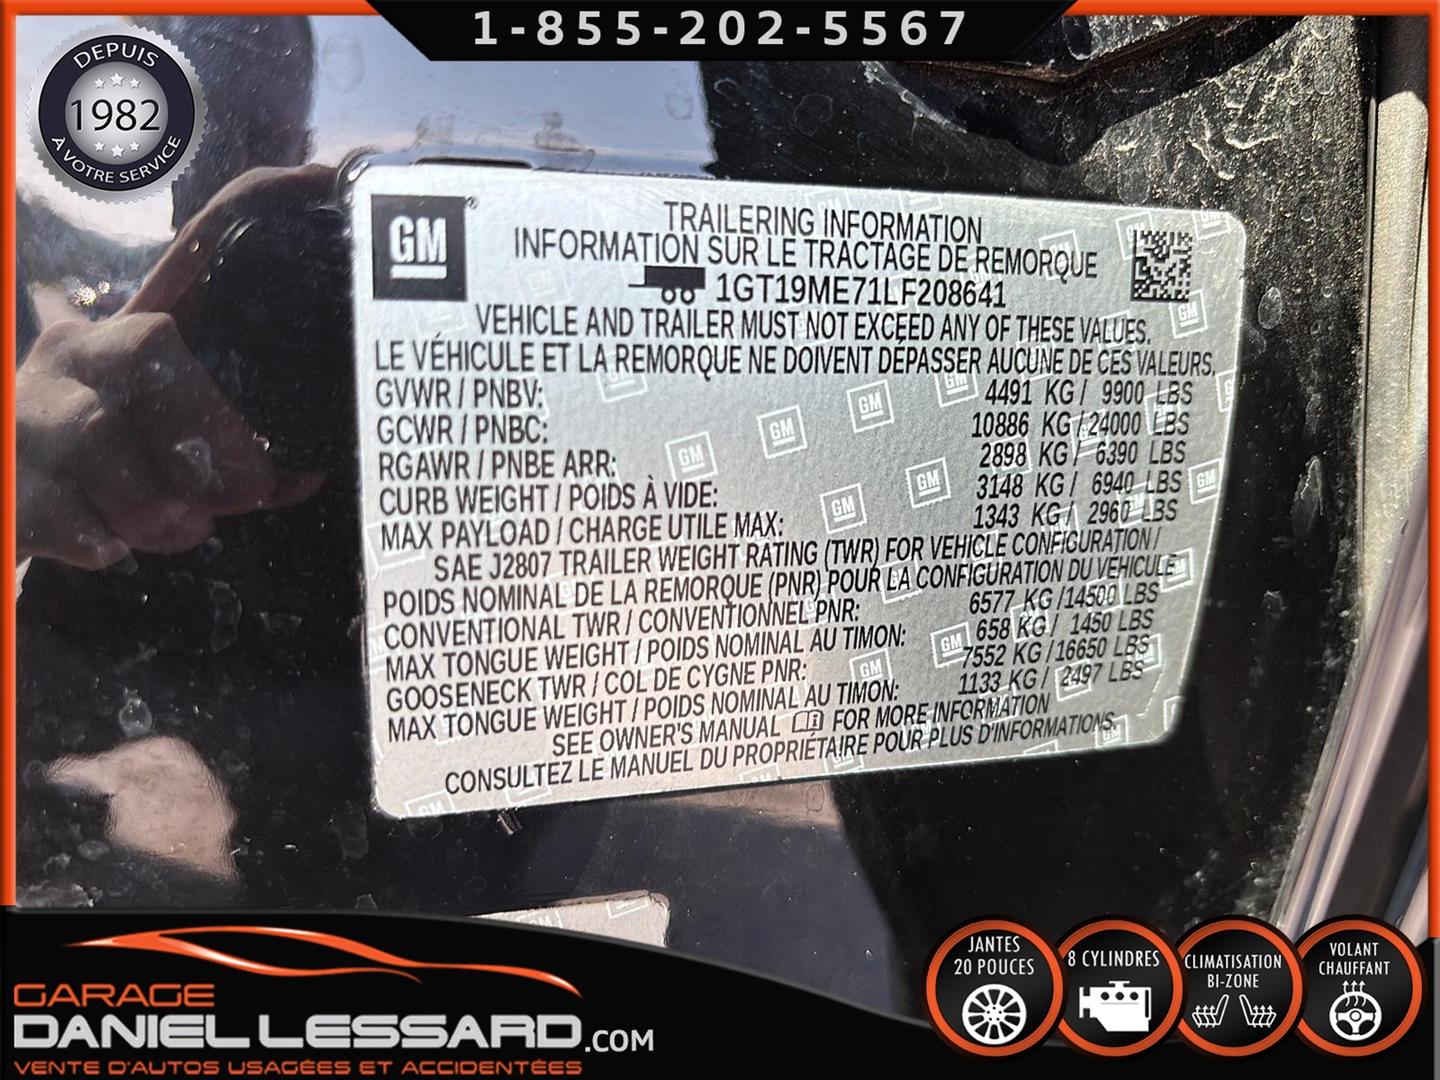 1-855-202-5567
DEPUIS
1982
À VOTRE SERVICE
GM
TRAILERING INFORMATION
INFORMATION SUR LE TRACTAGE DE REMORQUE
1GT19ME71LF208641
VEHICLE AND TRAILER MUST NOT EXCEED ANY OF THESE VALUES.
LE VÉHICULE ET LA REMORQUE NE DOIVENT DÉPASSER AUCUNE DE CES VALEURS.
GVWR / PNBV: 4491 KG / 9900 LBS
GCWR / PNBC: 10886 KG / 24000 LBS
RGAWR / PNBE ARR: 2898 KG / 6390 LBS
CURB WEIGHT / POIDS À VIDE: 3148 KG / 6940 LBS
MAX PAYLOAD / CHARGE UTILE MAX: 1343 KG / 2960 LBS
SAE J2807 TRAILER WEIGHT RATING (TWR) FOR VEHICLE CONFIGURATION /
POIDS NOMINAL DE LA REMORQUE (PNR) POUR LA CONFIGURATION DU VÉHICULE
CONVENTIONAL TWR / CONVENTIONNEL PNR: 6577 KG / 14500 LBS
MAX TONGUE WEIGHT / POIDS NOMINAL AU TIMON: 658 KG / 1450 LBS
GOOSENECK TWR / COL DE CYGNE PNR: 7552 KG / 16650 LBS
MAX TONGUE WEIGHT / POIDS NOMINAL AU TIMON: 1133 KG / 2497 LBS
SEE OWNER'S MANUAL FOR MORE INFORMATION
CONSULTEZ LE MANUEL DU PROPRIÉTAIRE POUR PLUS D'INFORMATIONS.
GARAGE
DANIEL LESSARD.COM
VENTE D'AUTOS USAGÉES ET ACCIDENTÉES
JANTES
20 POUCES
8 CYLINDRES
CLIMATISATION
BI-ZONE
VOLANT
CHAUFFANT